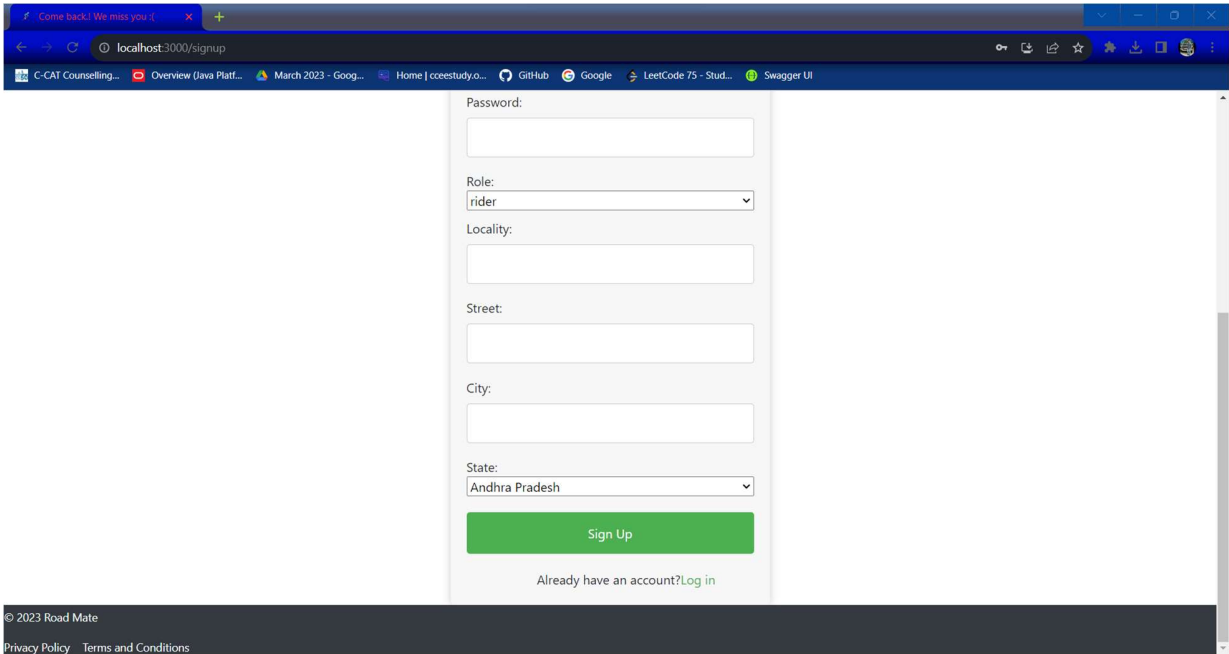 Come back.! We miss you :(
localhost:3000/signup
C-CAT Counselling... Overview (Java Platf... March 2023 - Goog... Home | cceestudy.o... GitHub Google LeetCode 75 - Stud... Swagger UI
Password:
Role:
rider
Locality:
Street:
City:
State:
Andhra Pradesh
Sign Up
Already have an account?Log in
© 2023 Road Mate
Privacy Policy Terms and Conditions